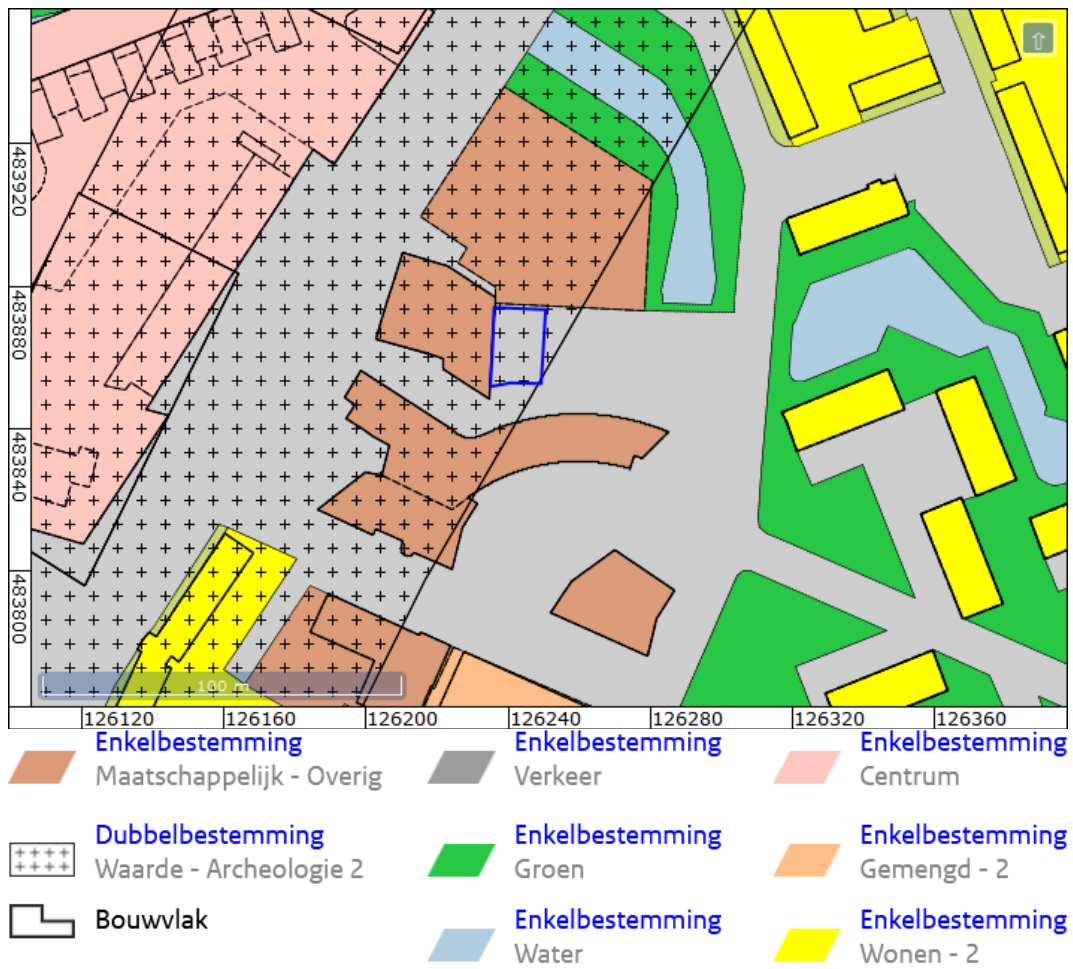 483920
483880
483840
483800
100 m
126120 126160 126200 126240 126280 126320 126360
Enkelbestemming
Maatschappelijk - Overig
Enkelbestemming
Verkeer
Enkelbestemming
Centrum
Dubbelbestemming
Waarde - Archeologie 2
Enkelbestemming
Groen
Enkelbestemming
Gemengd - 2
Bouwvlak
Enkelbestemming
Water
Enkelbestemming
Wonen - 2